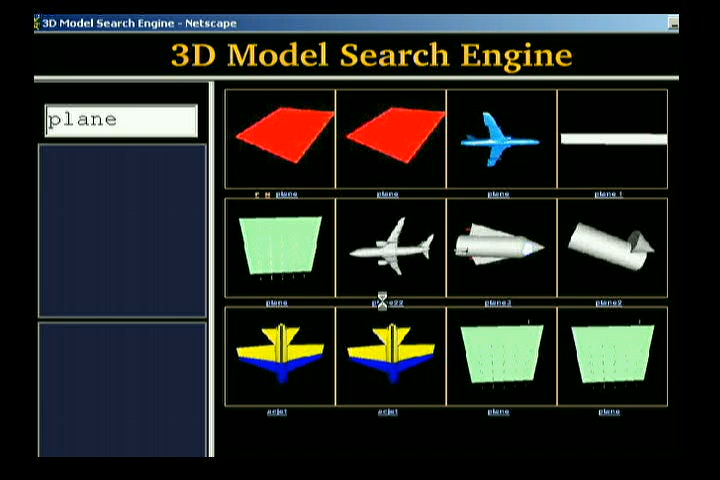 3D Model Search Engine - Netscape
3D Model Search Engine
plane
plane plane plane plane 1
plane plane3 plane2
acjet acjet plane plane